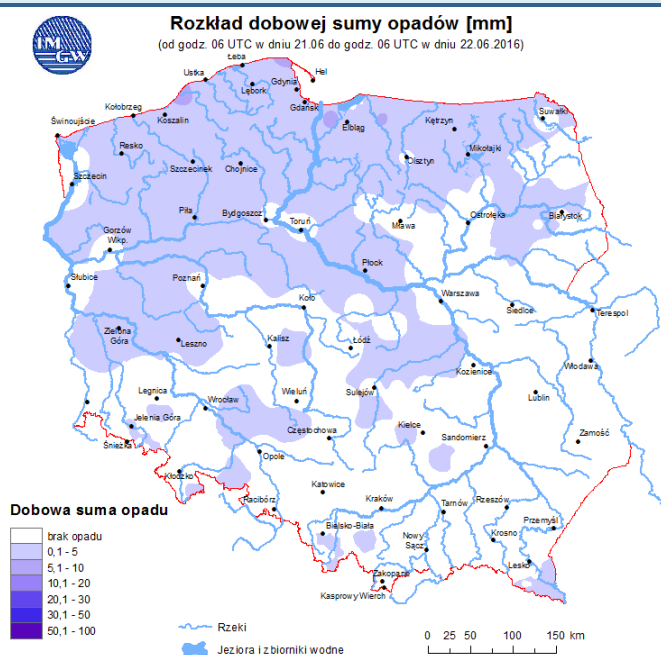 IM
GW
Rozkład dobowej sumy opadów [mm]
(od godz. 06 UTC w dniu 21.06 do godz. 06 UTC w dniu 22.06.2016)
Łeba
Ustka
Hel
Gdynia
Lębork
Gdańsk
Kołobrzeg
Koszalin
Świnoujście
Elbląg
Kętrzyn
Suwałki
Resko
Szczecinek
Chojnice
Olsztyn
Mikołajki
Szczecin
Piła
Bydgoszcz
Toruń
Mława
Ostrołęka
Białystok
Gorzów
Wlkp.
Płock
Słubice
Poznań
Koło
Warszawa
Siedlce
Terespol
Zielona
Góra
Leszno
Kalisz
Łódź
Kozienice
Włodawa
Legnica
Wrocław
Wieluń
Sulejów
Lublin
Jelenia Góra
Częstochowa
Kielce
Sandomierz
Zamość
Śnieżka
Opole
Kłodzko
Katowice
Racibórz
Kraków
Tarnów
Rzeszów
Bielsko-Biała
Nowy
Sącz
Krosno
Przemyśl
Lesko
Zakopane
Kasprowy Wierch
Dobowa suma opadu
brak opadu
0,1 - 5
5,1 - 10
10,1 - 20
20,1 - 30
30,1 - 50
50,1 - 100
Rzeki
Jeziora i zbiorniki wodne
0 25 50 100 150 km